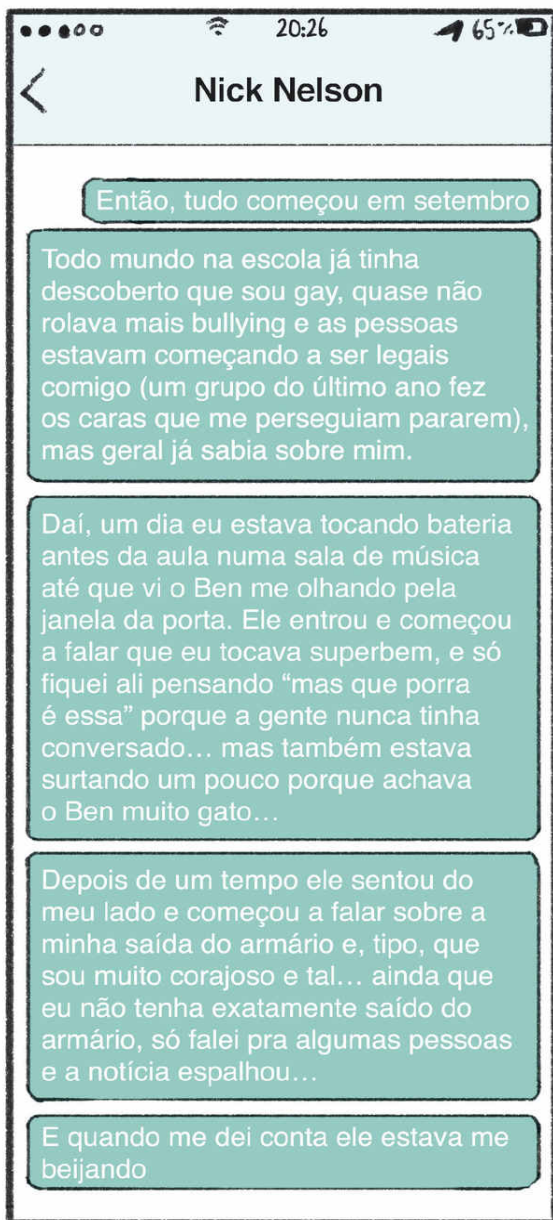 20:26
65%
Nick Nelson
Então, tudo começou em setembro
Todo mundo na escola já tinha
descoberto que sou gay, quase não
rolava mais bullying e as pessoas
estavam começando a ser legais
comigo (um grupo do último ano fez
os caras que me perseguiam pararem),
mas geral já sabia sobre mim.
Daí, um dia eu estava tocando bateria
antes da aula numa sala de música
até que vi o Ben me olhando pela
janela da porta. Ele entrou e começou
a falar que eu tocava superbem, e só
fiquei ali pensando “mas que porra
é essa” porque a gente nunca tinha
conversado… mas também estava
surtando um pouco porque achava
o Ben muito gato…
Depois de um tempo ele sentou do
meu lado e começou a falar sobre a
minha saída do armário e, tipo, que
sou muito corajoso e tal… ainda que
eu não tenha exatamente saído do
armário, só falei pra algumas pessoas
e a notícia espalhou…
E quando me dei conta ele estava me
beijando